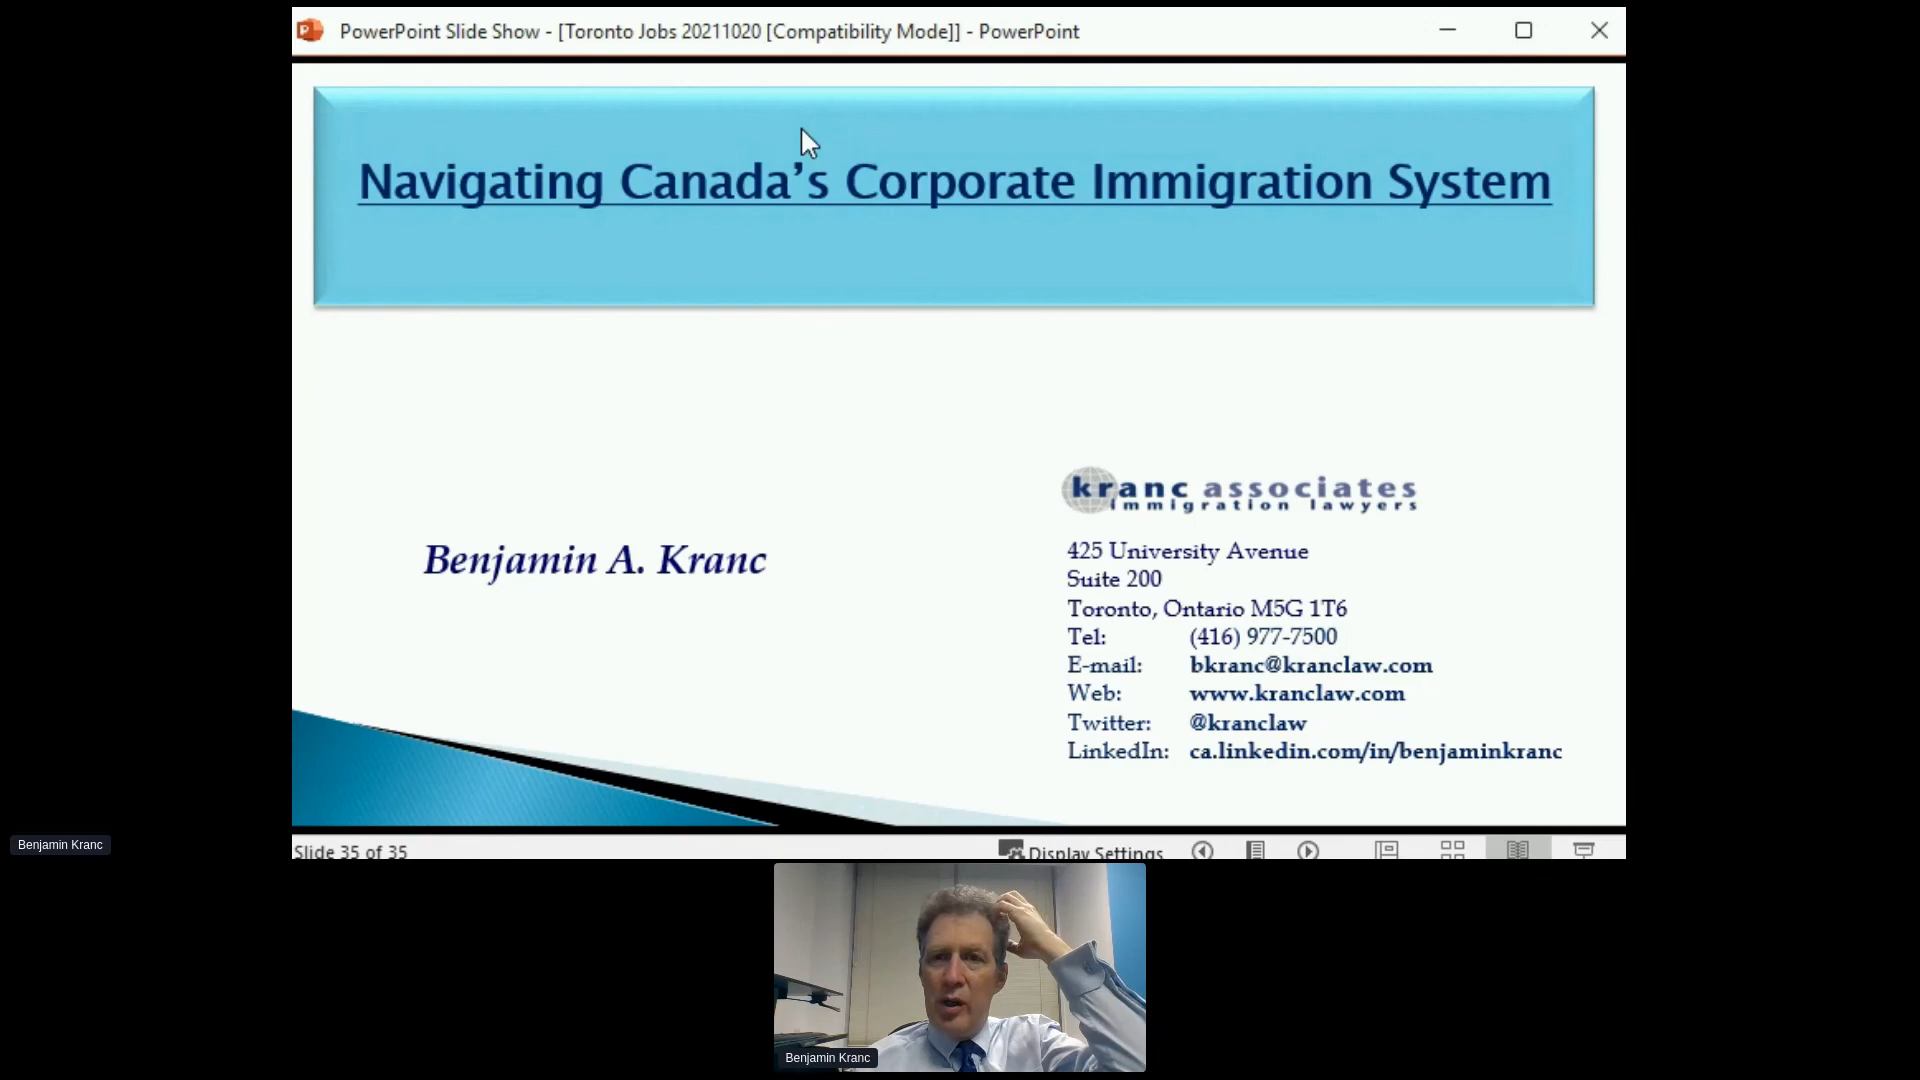 PowerPoint Slide Show - [Toronto Jobs 20211020 [Compatibility Mode]] - PowerPoint
Navigating Canada's Corporate Immigration System
kranc associates
immigration lawyers
Benjamin A. Kranc
425 University Avenue
Suite 200
Toronto, Ontario M5G 1T6
Tel: (416) 977-7500
E-mail: bkranc@kranclaw.com
Web: www.kranclaw.com
Twitter: @kranclaw
LinkedIn: ca.linkedin.com/in/benjaminkranc
Benjamin Kranc
Slide 35 of 35 Display Settings
Benjamin Kranc